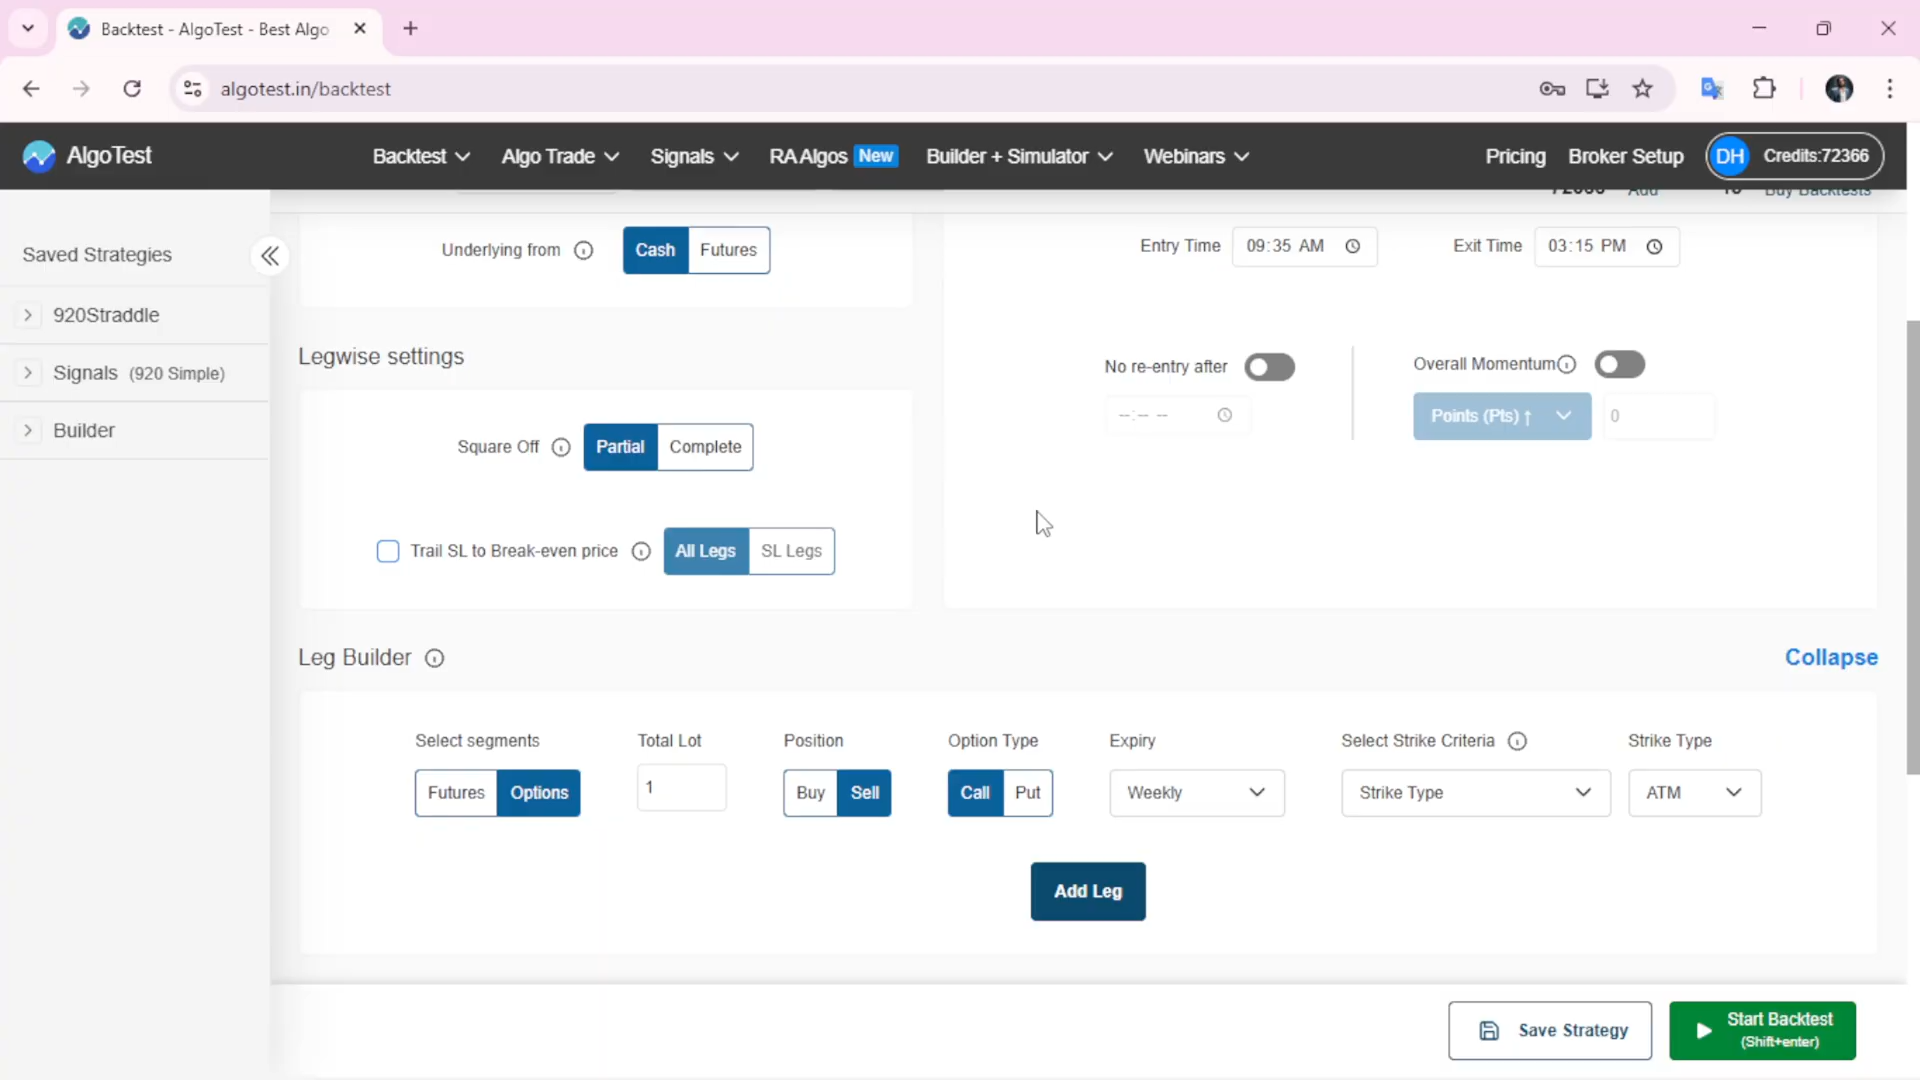 Backtest - AlgoTest - Best Algo
algotest.in/backtest
AlgoTest
Backtest
Algo Trade
Signals
RA Algos New
Builder + Simulator
Webinars
Pricing
Broker Setup
DH Credits:72366
Add
Buy Backtests
Saved Strategies
920Straddle
Signals (920 Simple)
Builder
Underlying from
Cash Futures
Entry Time 09:35 AM
Exit Time 03:15 PM
Legwise settings
No re-entry after
--:-- --
Overall Momentum
Points (Pts) ↑ 0
Square Off Partial Complete
Trail SL to Break-even price All Legs SL Legs
Leg Builder
Collapse
Select segments Total Lot Position Option Type Expiry Select Strike Criteria Strike Type
Futures Options 1 Buy Sell Call Put Weekly Strike Type ATM
Add Leg
Save Strategy
Start Backtest
(Shift+enter)